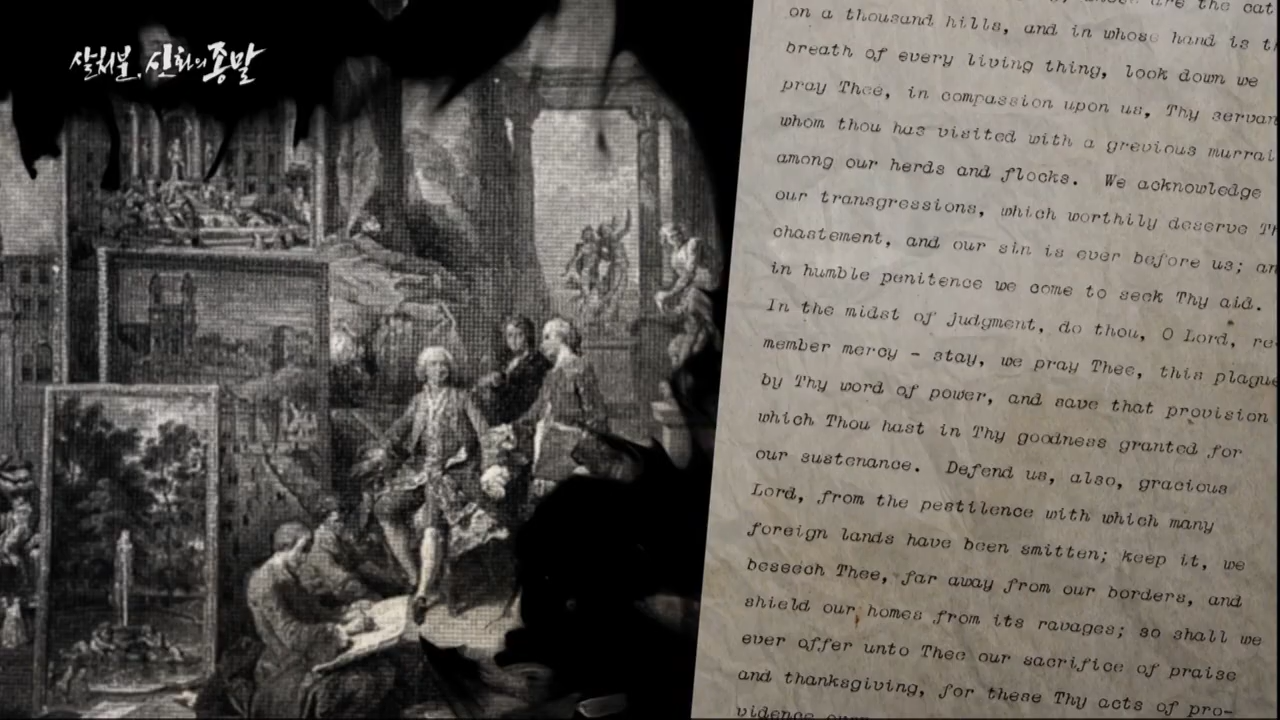 살처분, 신화의 종말
are the cat
on a thousand hills, and in whose hand is th
breath of every living thing, look down we
pray Thee, in compassion upon us, Thy servan
whom thou has visited with a grevious murrai
among our herds and flocks. We acknowledge
our transgressions, which worthily deserve Th
chastement, and our sin is ever before us; an
in humble penitence we come to seek Thy aid.
In the midst of judgment, do thou, O Lord, re-
member mercy - stay, we pray Thee, this plague
by Thy word of power, and save that provision
which Thou hast in Thy goodness granted for
our sustenance. Defend us, also, gracious
Lord, from the pestilence with which many
foreign lands have been smitten; keep it, we
beseech Thee, far away from our borders, and
shield our homes from its ravages; so shall we
ever offer unto Thee our sacrifice of praise
and thanksgiving, for these Thy acts of pro-
vidence over